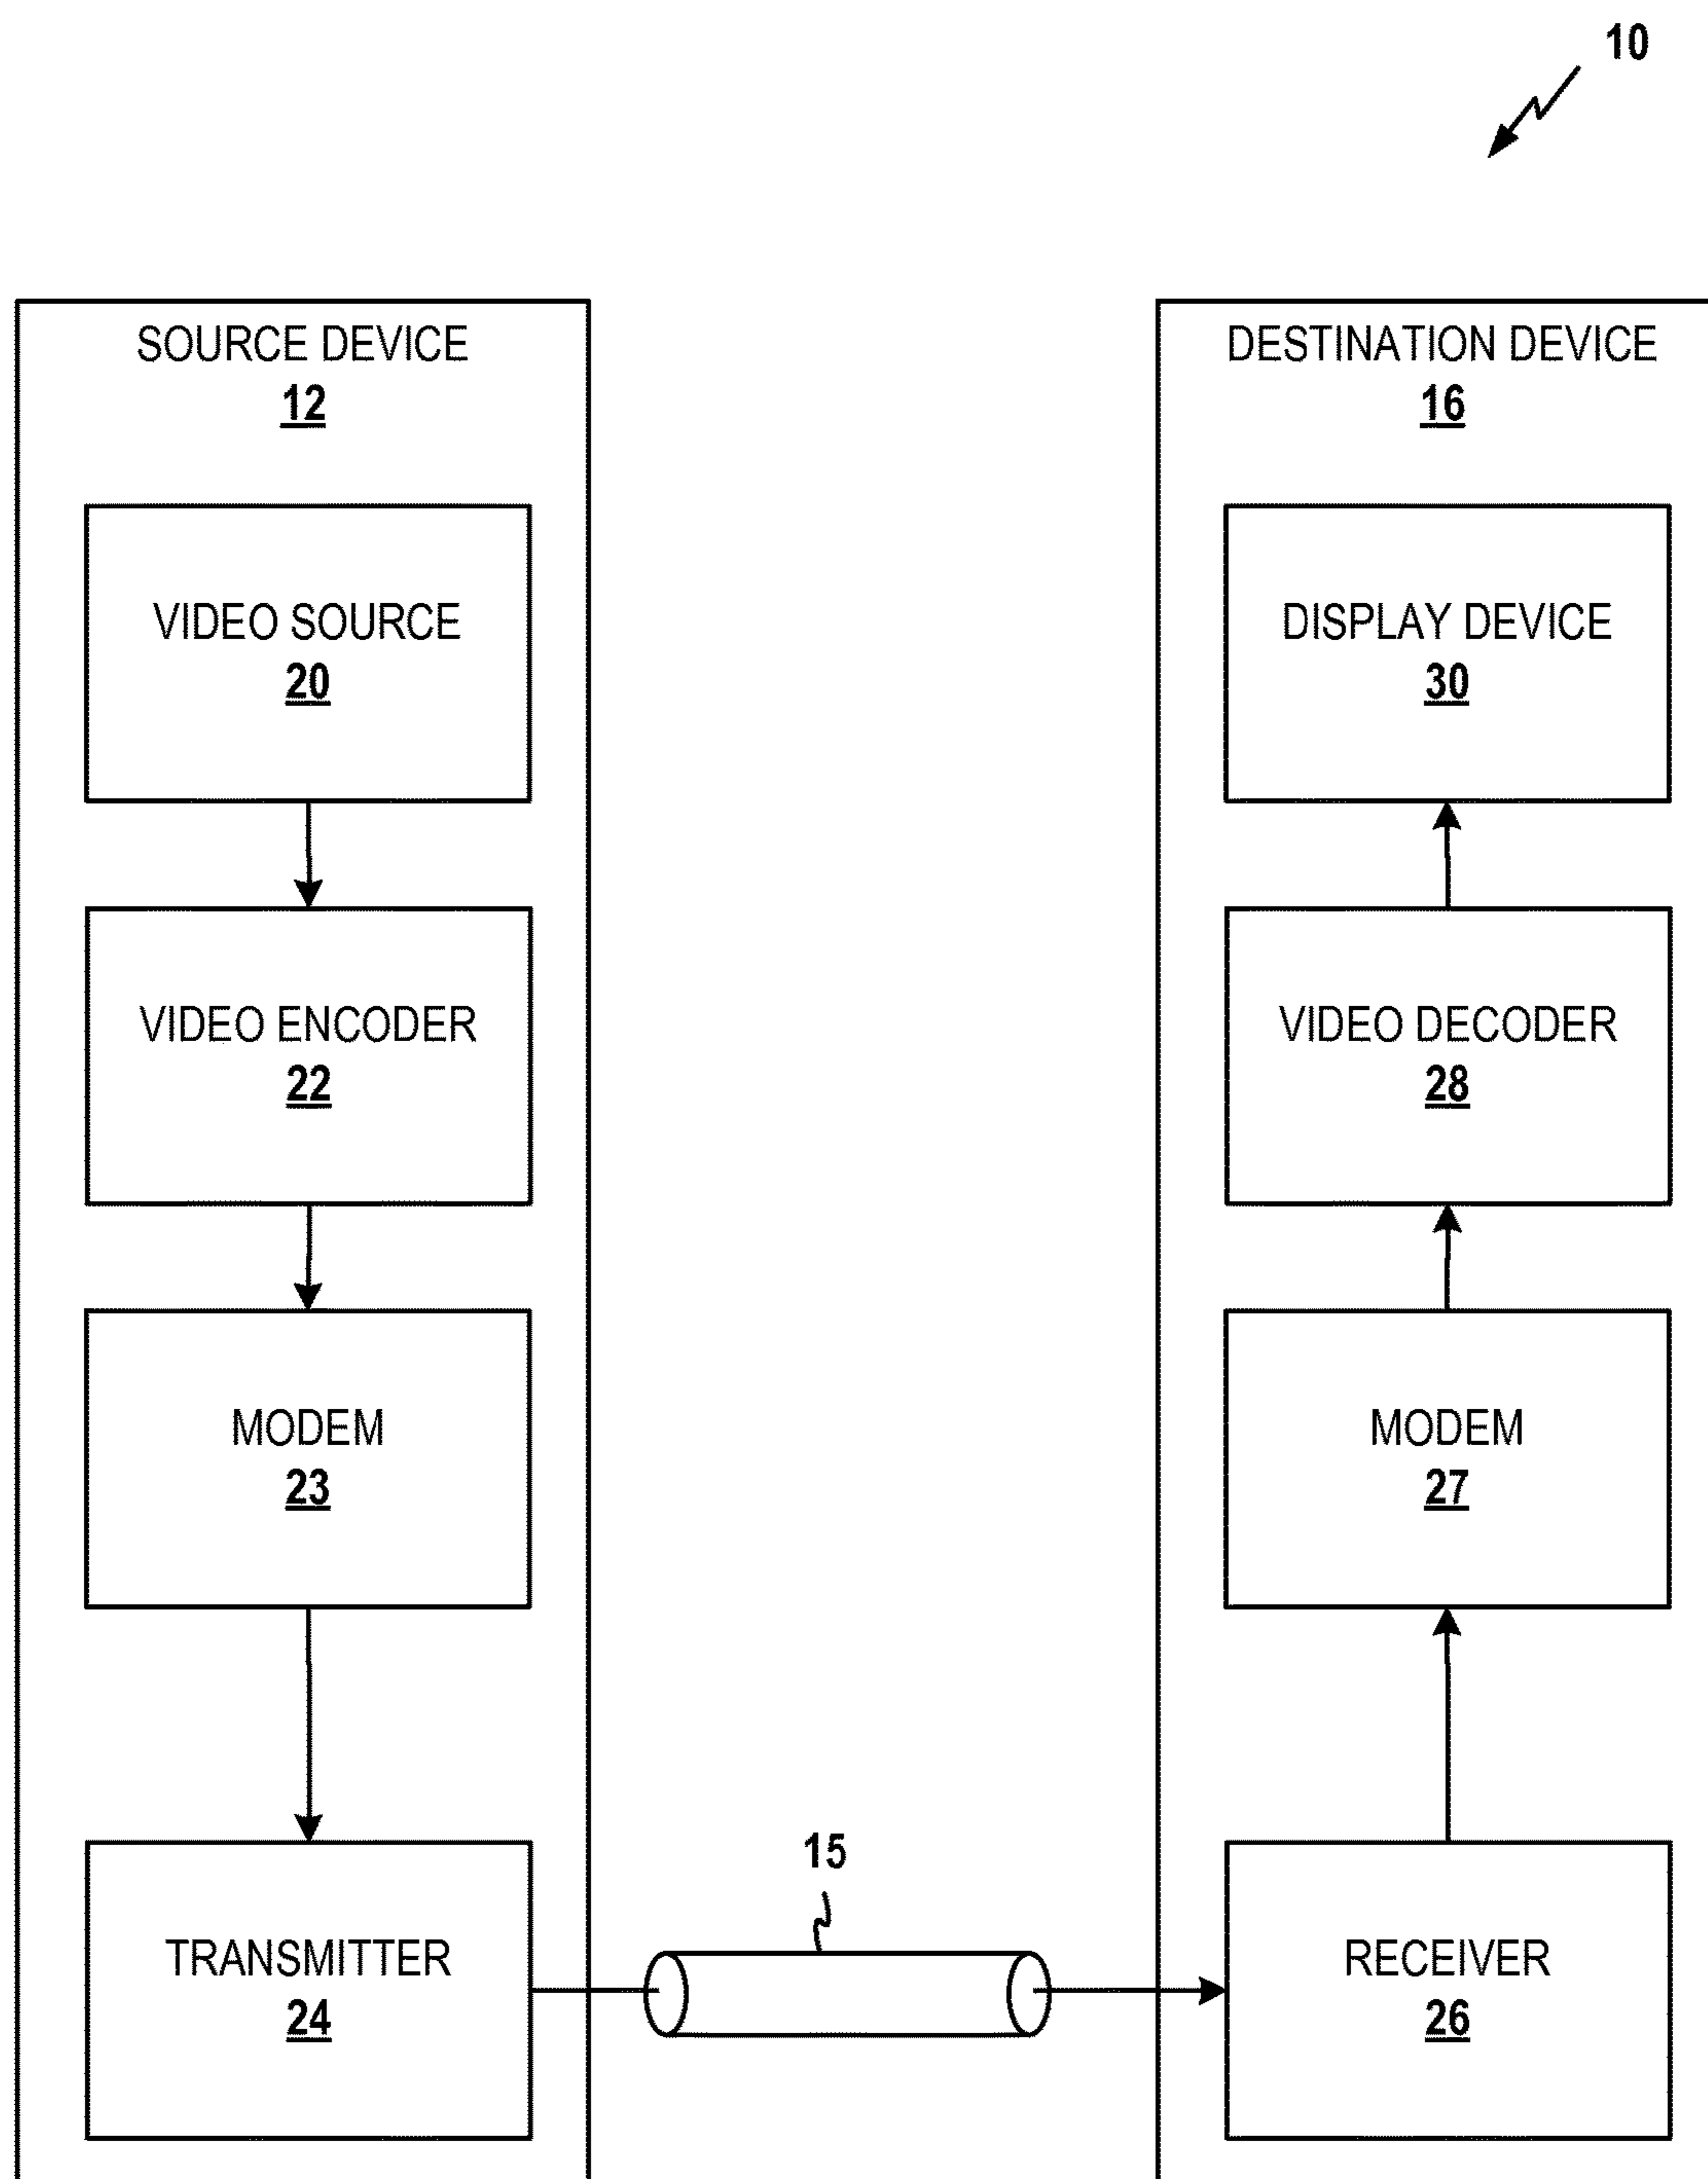 10
SOURCE DEVICE
12
VIDEO SOURCE
20
VIDEO ENCODER
22
MODEM
23
TRANSMITTER
24
15
DESTINATION DEVICE
16
DISPLAY DEVICE
30
VIDEO DECODER
28
MODEM
27
RECEIVER
26